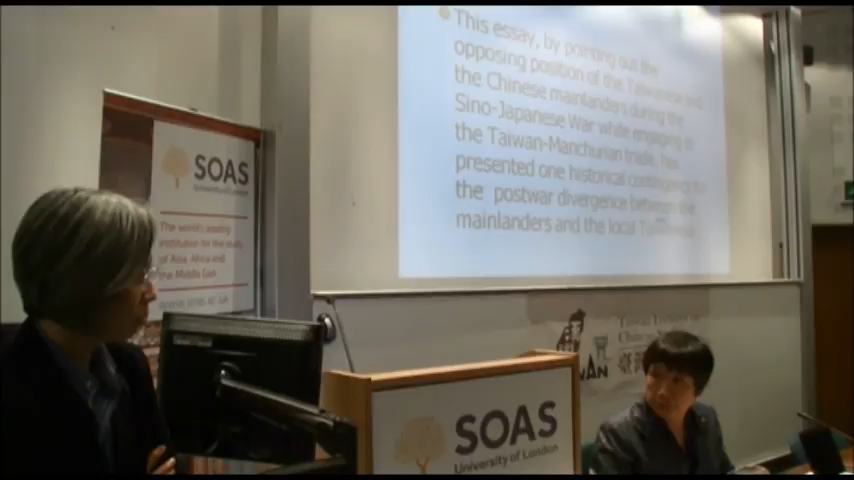 This essay, by pointing out the
opposing position of the Taiwanese and
the Chinese mainlanders during the
Sino-Japanese War while engaging in
the Taiwan-Manchurian trade, has
presented one historical
the postwar divergence between the
mainlanders and the local
SOAS
University of London
The world's leading
institution for the study
of Asia, Africa and
the Middle East
SOAS
University of London